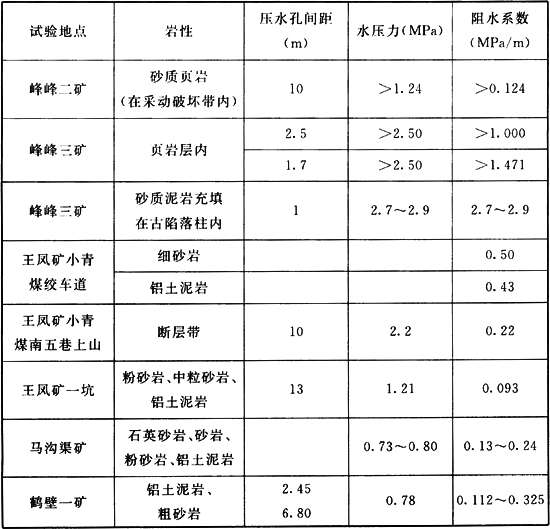 试验地点 岩性 压水孔间距(m) 水压力(MPa) 阻水系数(MPa/m)
峰峰二矿 砂质页岩(在采动破坏带内) 10 >1.24 >0.124
峰峰三矿 页岩层内 2.5 >2.50 >1.000
1.7 >2.50 >1.471
峰峰三矿 砂质泥岩充填在古陷落柱内 1 2.7~2.9 2.7~2.9
王凤矿小青煤绞车道 细砂岩 0.50
铝土泥岩 0.43
王凤矿小青煤南五巷上山 断层带 10 2.2 0.22
王凤矿一坑 粉砂岩、中粒砂岩、铝土泥岩 13 1.21 0.093
马沟渠矿 石英砂岩、砂岩、粉砂岩、铝土泥岩 0.73~0.80 0.13~0.24
鹤壁一矿 铝土泥岩、粗砂岩 2.45 6.80 0.78 0.112~0.325